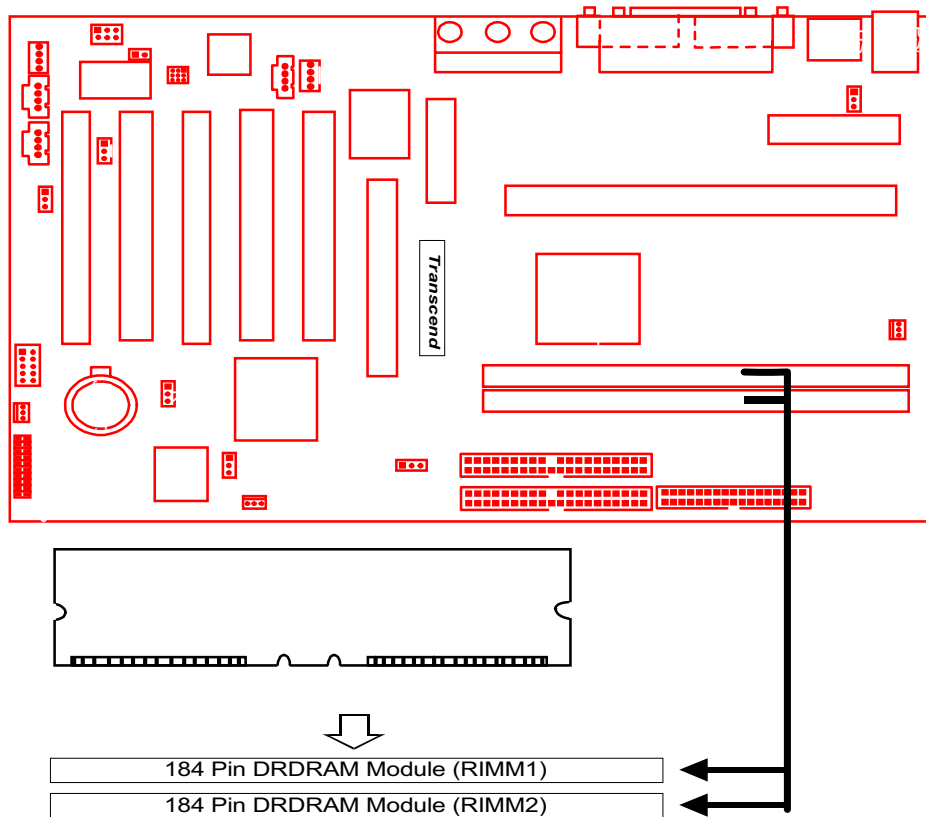 Transcend
184 Pin DRDRAM Module (RIMM1)
184 Pin DRDRAM Module (RIMM2)